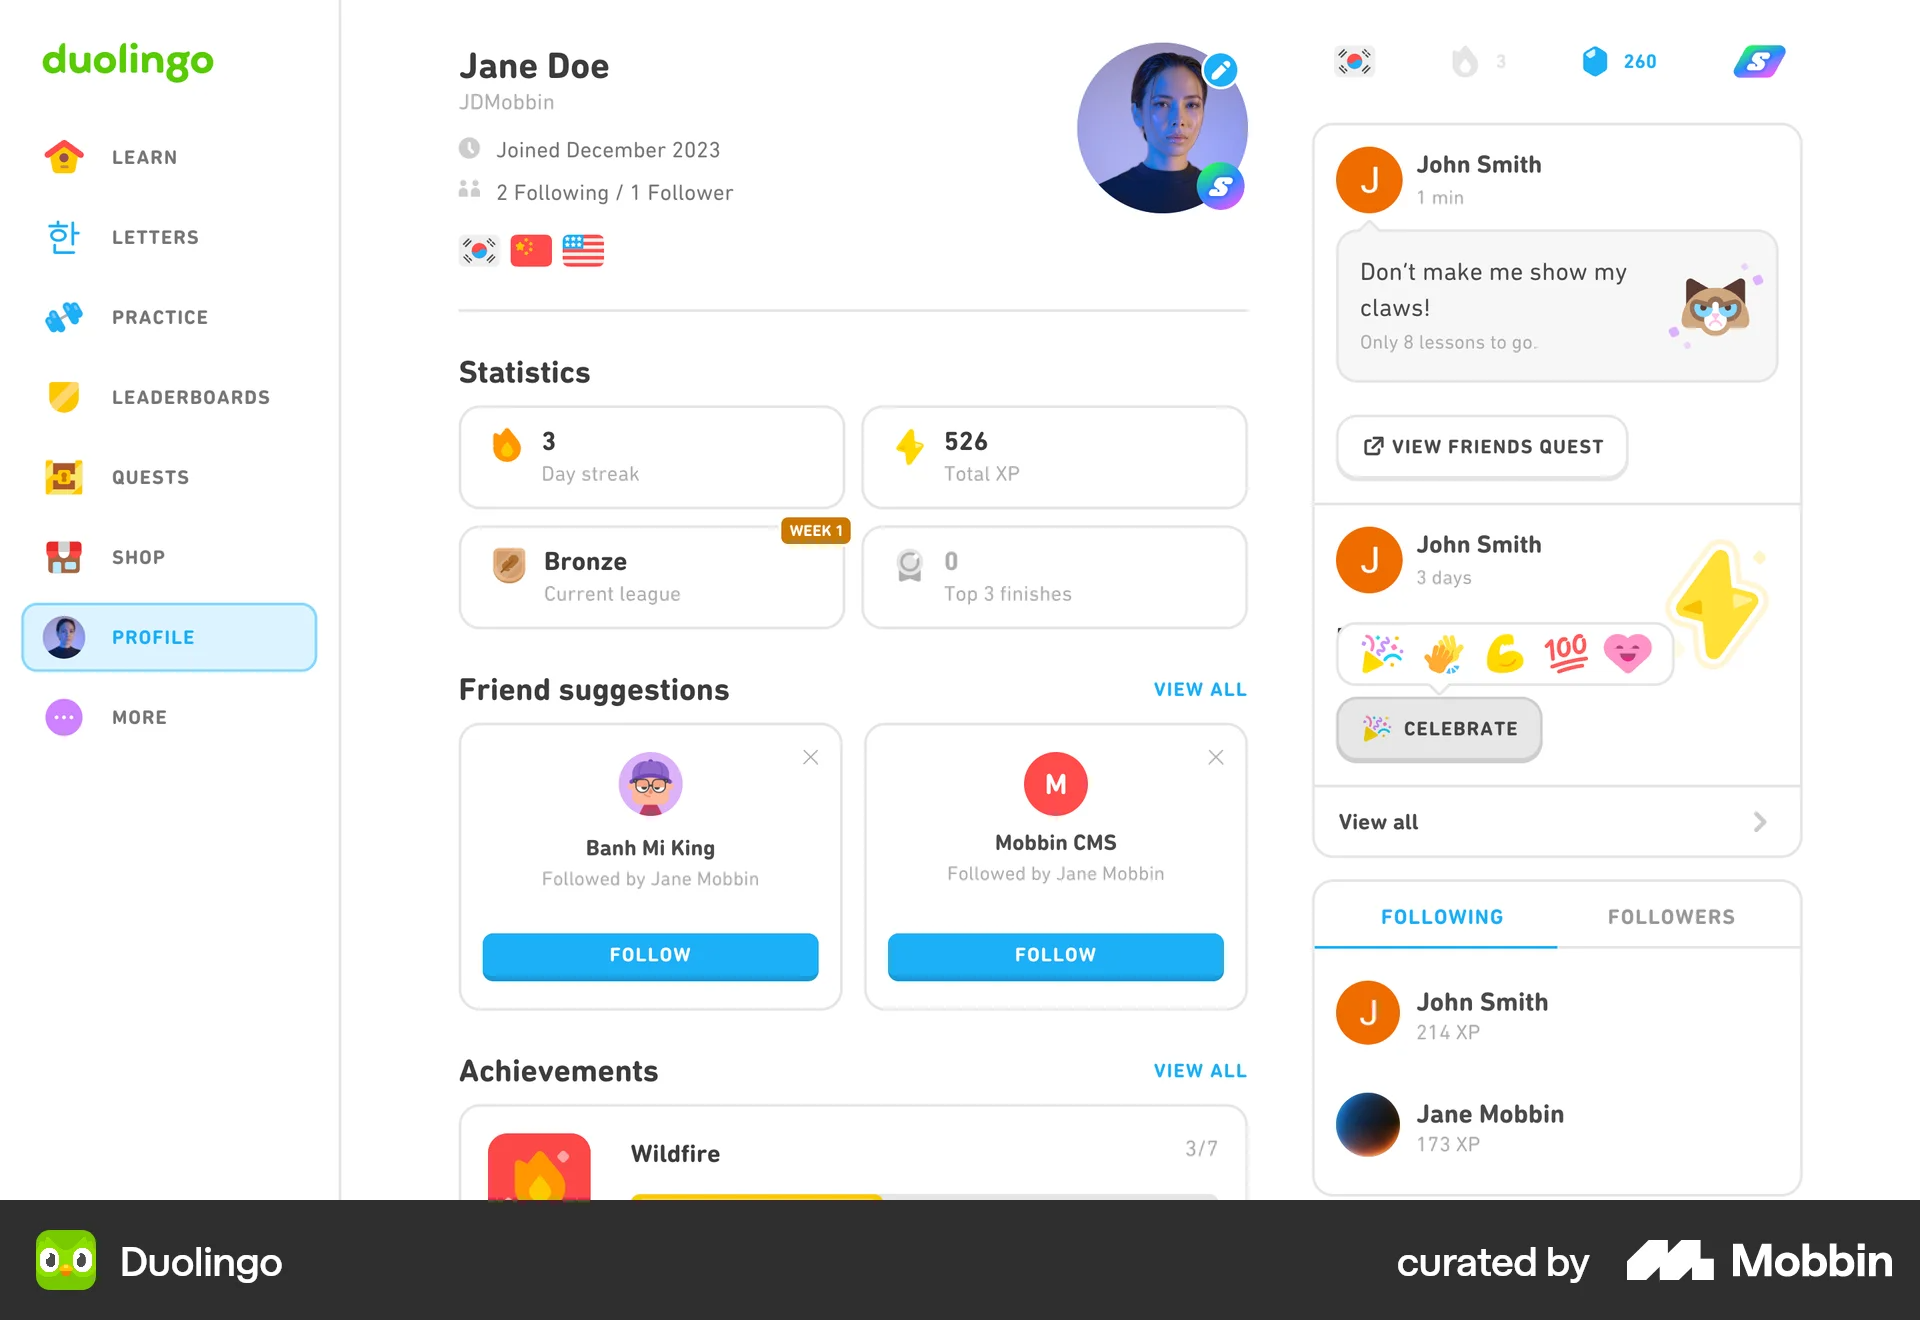 duolingo
LEARN
한
LETTERS
PRACTICE
LEADERBOARDS
QUESTS
SHOP
PROFILE
MORE
Jane Doe
JDMobbin
Joined December 2023
2 Following / 1 Follower
Statistics
3
Day streak
526
Total XP
WEEK 1
Bronze
Current league
0
Top 3 finishes
Friend suggestions
VIEW ALL
Banh Mi King
Followed by Jane Mobbin
FOLLOW
M
Mobbin CMS
Followed by Jane Mobbin
FOLLOW
Achievements
VIEW ALL
Wildfire
3/7
3
260
S
S
J
John Smith
1 min
Don't make me show my
claws!
Only 8 lessons to go.
VIEW FRIENDS QUEST
J
John Smith
3 days
100
CELEBRATE
View all
FOLLOWING
FOLLOWERS
J
John Smith
214 XP
Jane Mobbin
173 XP
Duolingo
curated by
Mobbin